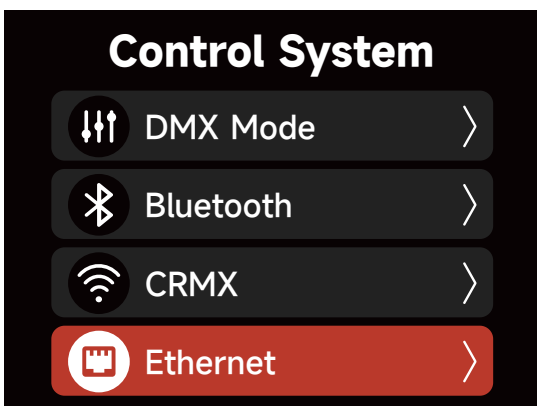 Control System
DMX Mode
Bluetooth
CRMX
Ethernet